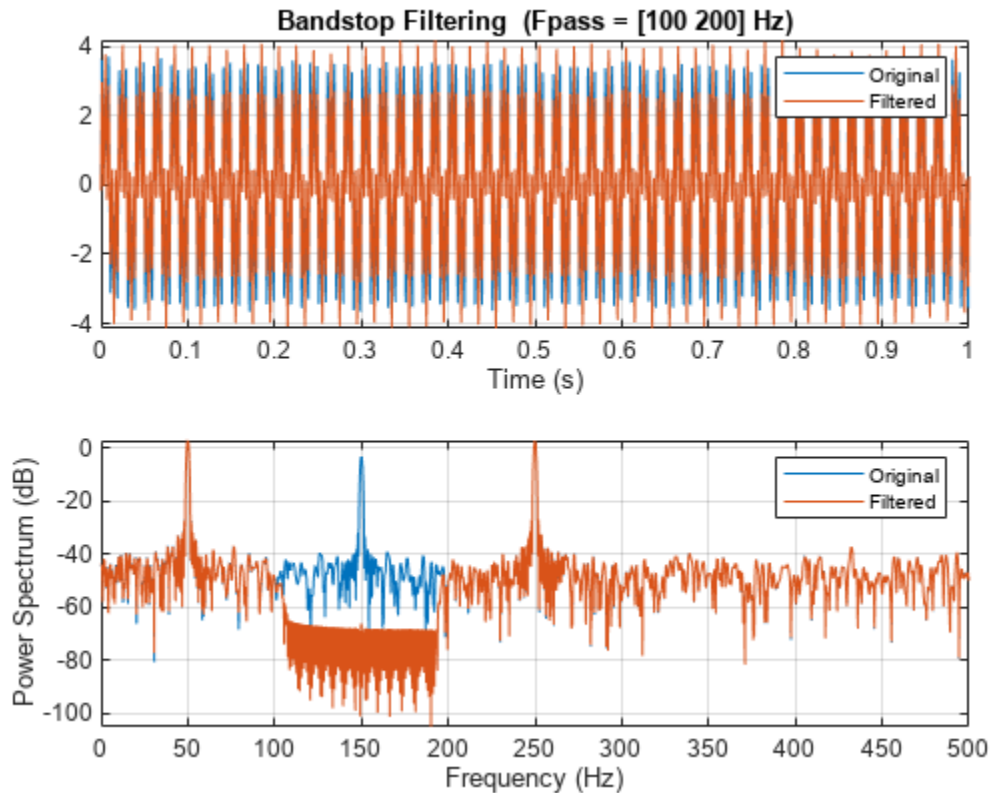 Bandstop Filtering (Fpass = [100 200] Hz)
4
2
0
-2
-4
Original
Filtered
0 0.1 0.2 0.3 0.4 0.5 0.6 0.7 0.8 0.9 1
Time (s)
Power Spectrum (dB)
0
-20
-40
-60
-80
-100
Original
Filtered
0 50 100 150 200 250 300 350 400 450 500
Frequency (Hz)